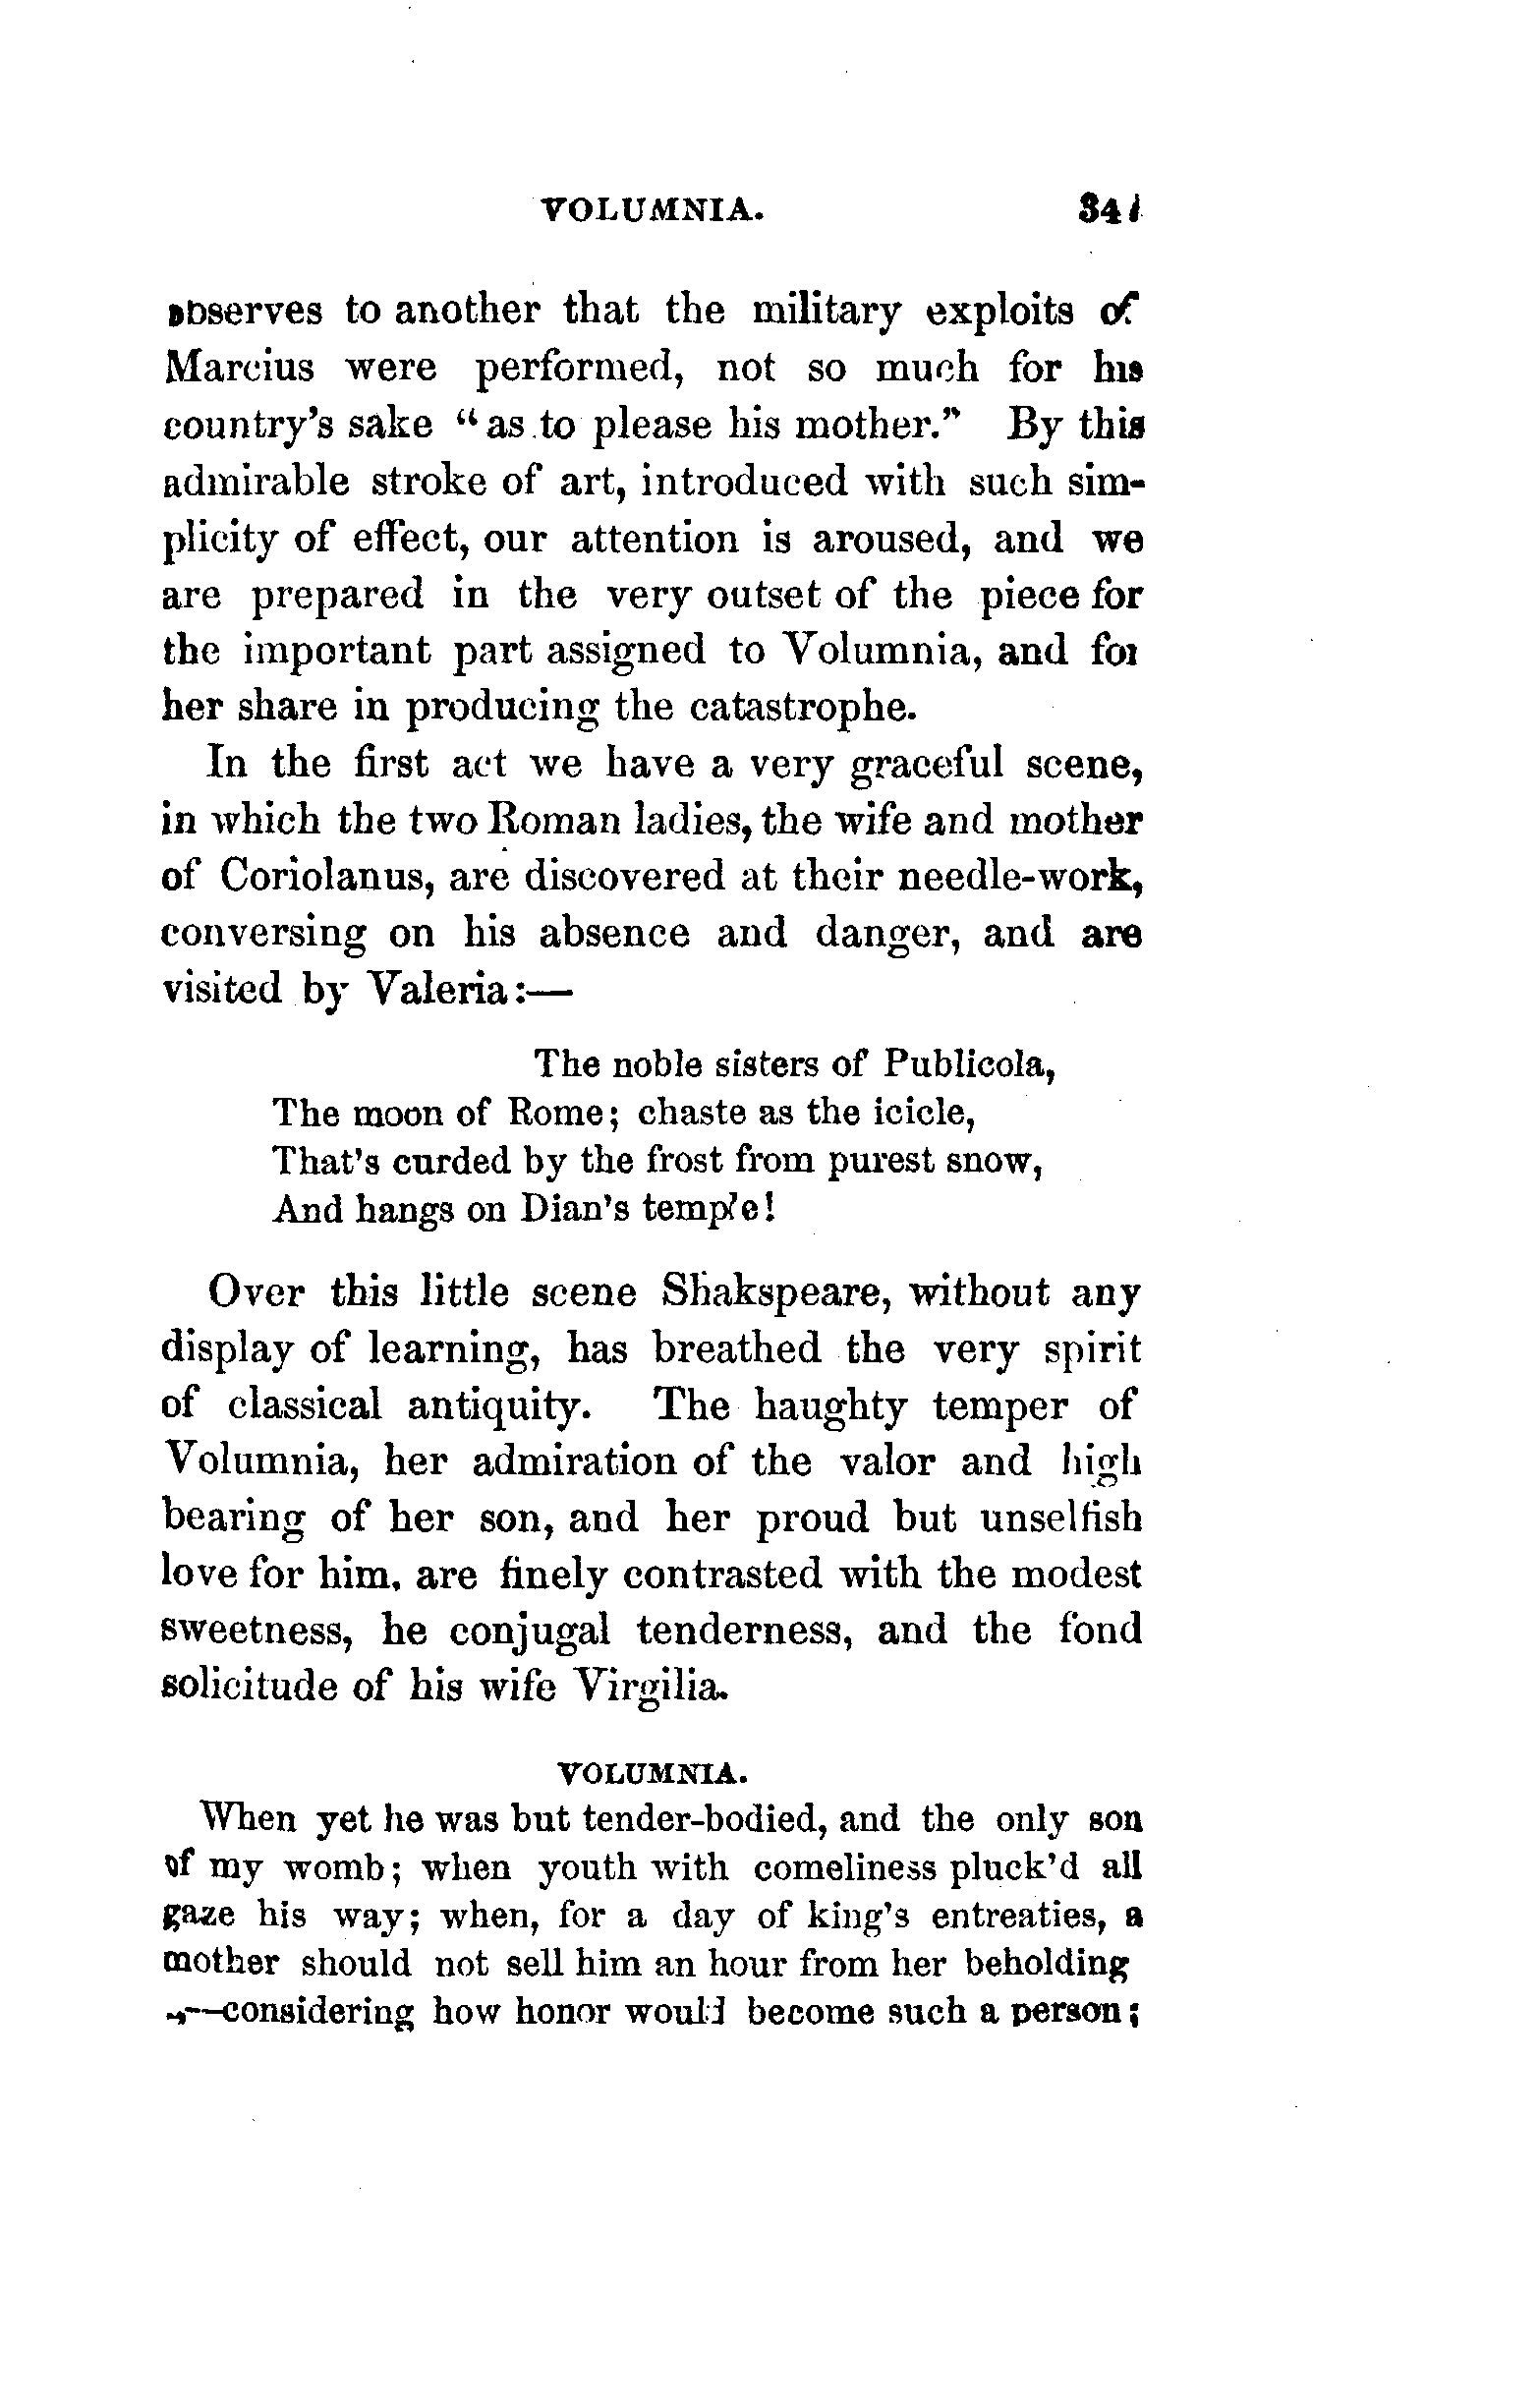 VOLUMNIA. 341
observes to another that the military exploits of
Marcius were performed, not so much for his
country's sake "as to please his mother." By this
admirable stroke of art, introduced with such sim-
plicity of effect, our attention is aroused, and we
are prepared in the very outset of the piece for
the important part assigned to Volumnia, and for
her share in producing the catastrophe.
In the first act we have a very graceful scene,
in which the two Roman ladies, the wife and mother
of Coriolanus, are discovered at their needle-work,
conversing on his absence and danger, and are
visited by Valeria:—
The noble sisters of Publicola,
The moon of Rome; chaste as the icicle,
That's curded by the frost from purest snow,
And hangs on Dian's temple!
Over this little scene Shakspeare, without any
display of learning, has breathed the very spirit
of classical antiquity. The haughty temper of
Volumnia, her admiration of the valor and high
bearing of her son, and her proud but unselfish
love for him, are finely contrasted with the modest
sweetness, he conjugal tenderness, and the fond
solicitude of his wife Virgilia.
VOLUMNIA.
When yet he was but tender-bodied, and the only son
of my womb; when youth with comeliness pluck'd all
gaze his way; when, for a day of king's entreaties, a
mother should not sell him an hour from her beholding
—considering how honor would become such a person;